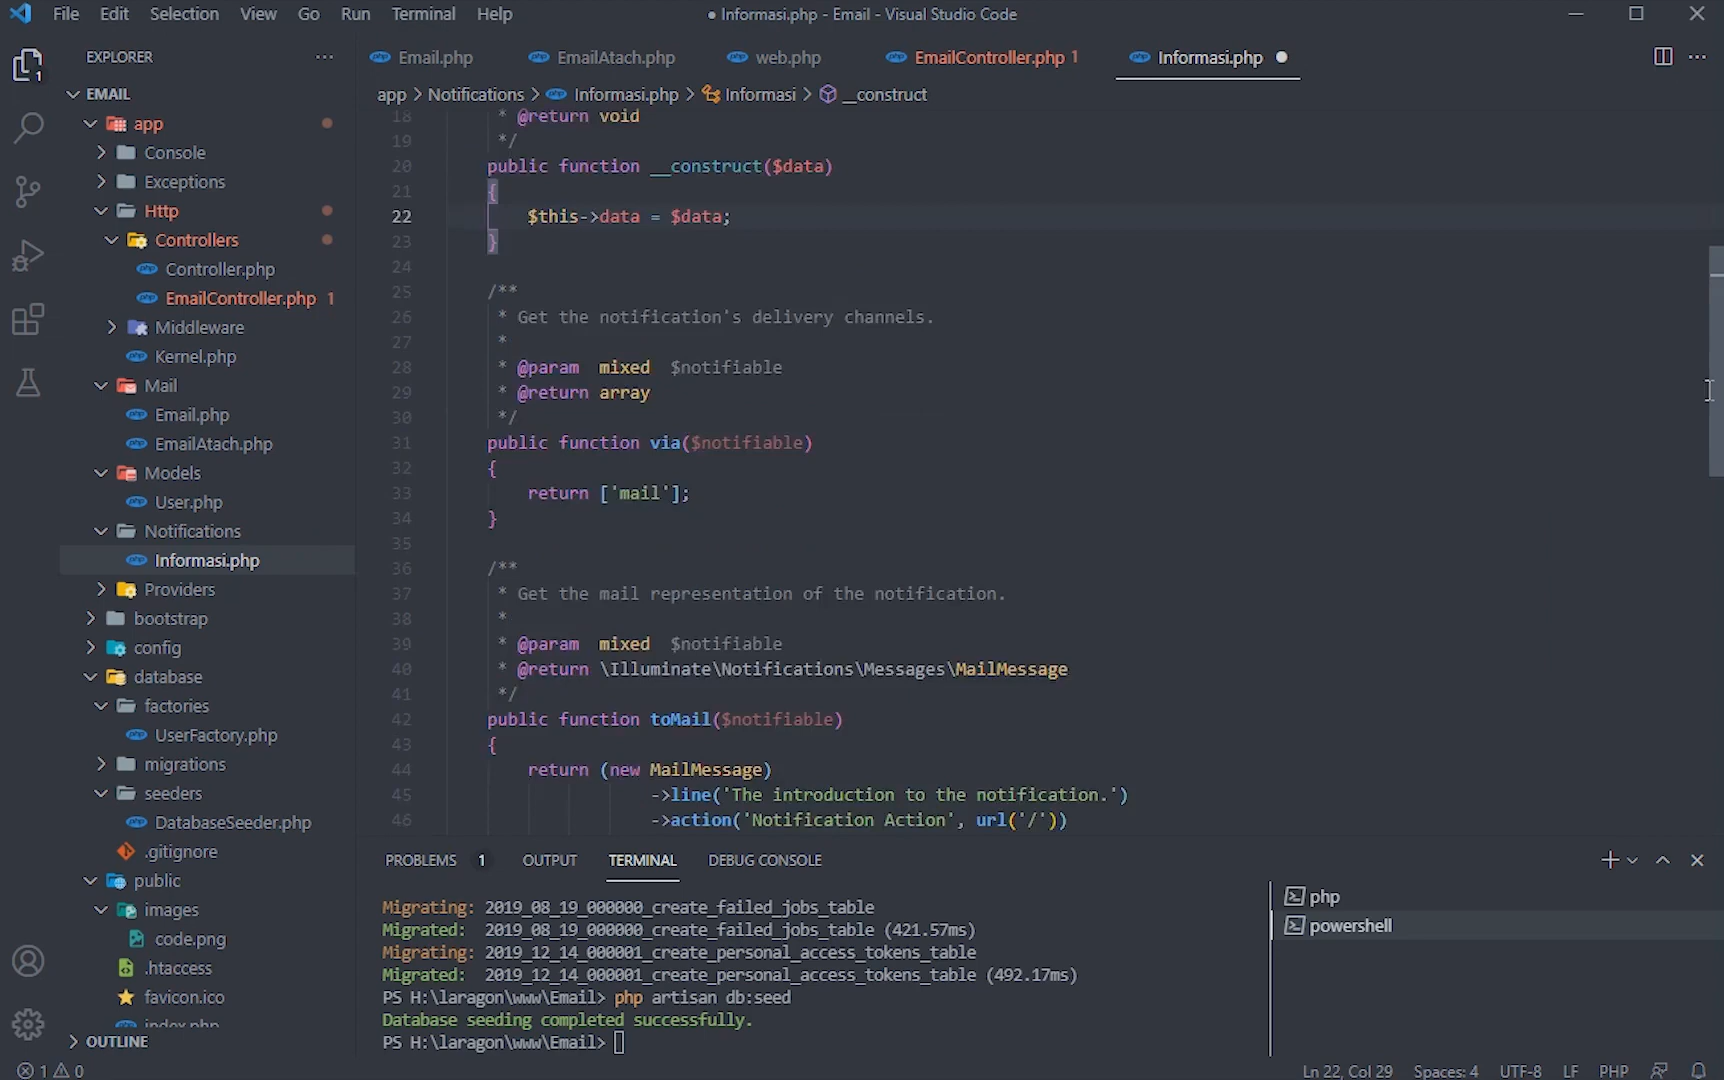 File Edit Selection View Go Run Terminal Help
● Informasi.php - Email - Visual Studio Code
EXPLORER
Email.php EmailAtach.php web.php EmailController.php 1 Informasi.php
app > Notifications > Informasi.php > Informasi > __construct
1
EMAIL
app
Console
Exceptions
Http
Controllers
Controller.php
EmailController.php 1
Middleware
Kernel.php
Mail
Email.php
EmailAtach.php
Models
User.php
Notifications
Informasi.php
Providers
bootstrap
config
database
factories
UserFactory.php
migrations
seeders
DatabaseSeeder.php
.gitignore
public
images
code.png
.htaccess
favicon.ico
index.php
OUTLINE
18 * @return void
19 */
20 public function __construct($data)
21 {
22 $this->data = $data;
23 }
24
25 /**
26 * Get the notification's delivery channels.
27 *
28 * @param mixed $notifiable
29 * @return array
30 */
31 public function via($notifiable)
32 {
33 return ['mail'];
34 }
35
36 /**
37 * Get the mail representation of the notification.
38 *
39 * @param mixed $notifiable
40 * @return \Illuminate\Notifications\Messages\MailMessage
41 */
42 public function toMail($notifiable)
43 {
44 return (new MailMessage)
45 ->line('The introduction to the notification.')
46 ->action('Notification Action', url('/'))
PROBLEMS 1 OUTPUT TERMINAL DEBUG CONSOLE
Migrating: 2019_08_19_000000_create_failed_jobs_table
Migrated: 2019_08_19_000000_create_failed_jobs_table (421.57ms)
Migrating: 2019_12_14_000001_create_personal_access_tokens_table
Migrated: 2019_12_14_000001_create_personal_access_tokens_table (492.17ms)
PS H:\laragon\www\Email> php artisan db:seed
Database seeding completed successfully.
PS H:\laragon\www\Email>
php
powershell
1 0
Ln 22, Col 29 Spaces: 4 UTF-8 LF PHP